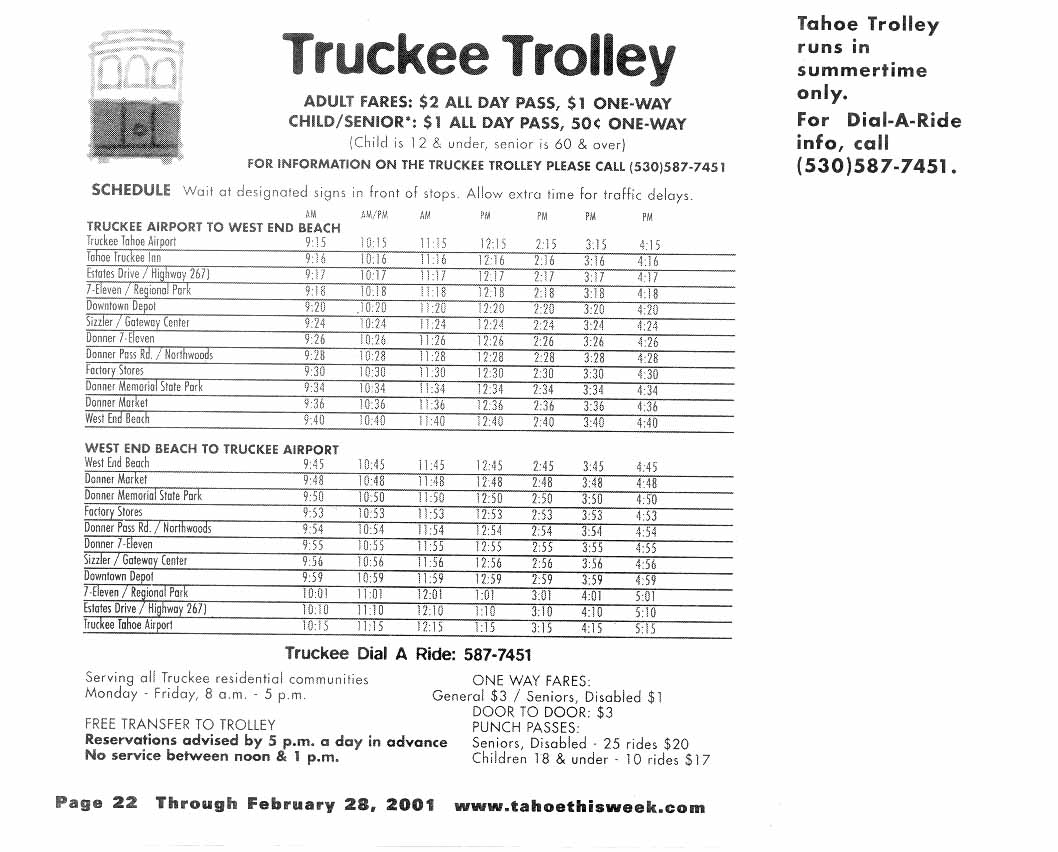 Truckee Trolley
ADULT FARES: $2 ALL DAY PASS, $1 ONE-WAY
CHILD/SENIOR*: $1 ALL DAY PASS, 50¢ ONE-WAY
(Child is 12 & under, senior is 60 & over)
FOR INFORMATION ON THE TRUCKEE TROLLEY PLEASE CALL (530)587-7451
SCHEDULE Wait at designated signs in front of stops. Allow extra time for traffic delays.
AM AM/PM AM PM PM PM PM
TRUCKEE AIRPORT TO WEST END BEACH
Truckee Tahoe Airport 9:15 10:15 11:15 12:15 2:15 3:15 4:15
Tahoe Truckee Inn 9:16 10:16 11:16 12:16 2:16 3:16 4:16
Estates Drive / Highway 267) 9:17 10:17 11:17 12:17 2:17 3:17 4:17
7-Eleven / Regional Park 9:18 10:18 11:18 12:18 2:18 3:18 4:18
Downtown Depot 9:20 10:20 11:20 12:20 2:20 3:20 4:20
Sizzler / Gateway Center 9:24 10:24 11:24 12:24 2:24 3:24 4:24
Donner 7-Eleven 9:26 10:26 11:26 12:26 2:26 3:26 4:26
Donner Pass Rd. / Northwoods 9:28 10:28 11:28 12:28 2:28 3:28 4:28
Factory Stores 9:30 10:30 11:30 12:30 2:30 3:30 4:30
Donner Memorial State Park 9:34 10:34 11:34 12:34 2:34 3:34 4:34
Donner Market 9:36 10:36 11:36 12:36 2:36 3:36 4:36
West End Beach 9:40 10:40 11:40 12:40 2:40 3:40 4:40
WEST END BEACH TO TRUCKEE AIRPORT
West End Beach 9:45 10:45 11:45 12:45 2:45 3:45 4:45
Donner Market 9:48 10:48 11:48 12:48 2:48 3:48 4:48
Donner Memorial State Park 9:50 10:50 11:50 12:50 2:50 3:50 4:50
Factory Stores 9:53 10:53 11:53 12:53 2:53 3:53 4:53
Donner Pass Rd. / Northwoods 9:54 10:54 11:54 12:54 2:54 3:54 4:54
Donner 7-Eleven 9:55 10:55 11:55 12:55 2:55 3:55 4:55
Sizzler / Gateway Center 9:56 10:56 11:56 12:56 2:56 3:56 4:56
Downtown Depot 9:59 10:59 11:59 12:59 2:59 3:59 4:59
7-Eleven / Regional Park 10:01 11:01 12:01 1:01 3:01 4:01 5:01
Estates Drive / Highway 267) 10:10 11:10 12:10 1:10 3:10 4:10 5:10
Truckee Tahoe Airport 10:15 11:15 12:15 1:15 3:15 4:15 5:15
Truckee Dial A Ride: 587-7451
Serving all Truckee residential communities
Monday - Friday, 8 a.m. - 5 p.m.
FREE TRANSFER TO TROLLEY
Reservations advised by 5 p.m. a day in advance
No service between noon & 1 p.m.
ONE WAY FARES:
General $3 / Seniors, Disabled $1
DOOR TO DOOR: $3
PUNCH PASSES:
Seniors, Disabled - 25 rides $20
Children 18 & under - 10 rides $17
Page 22 Through February 28, 2001 www.tahoethisweek.com
Tahoe Trolley
runs in
summertime
only.
For Dial-A-Ride
info, call
(530)587-7451.